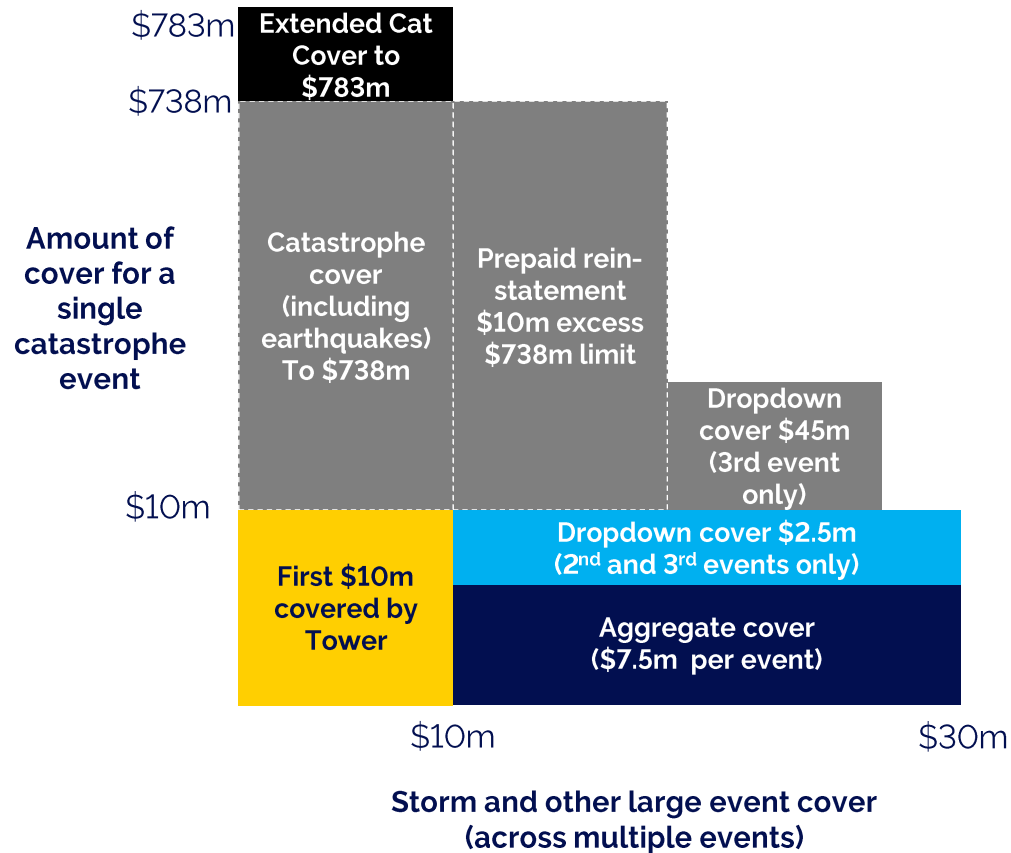 $783m
Extended Cat
Cover to
$783m
$738m
Amount of
cover for a
single
catastrophe
event
Catastrophe
cover
(including
earthquakes)
To $738m
Prepaid rein-
statement
$10m excess
$738m limit
Dropdown
cover $45m
(3rd event
only)
$10m
First $10m
covered by
Tower
Dropdown cover $2.5m
(2nd and 3rd events only)
Aggregate cover
($7.5m  per event)
$10m
$30m
Storm and other large event cover
(across multiple events)